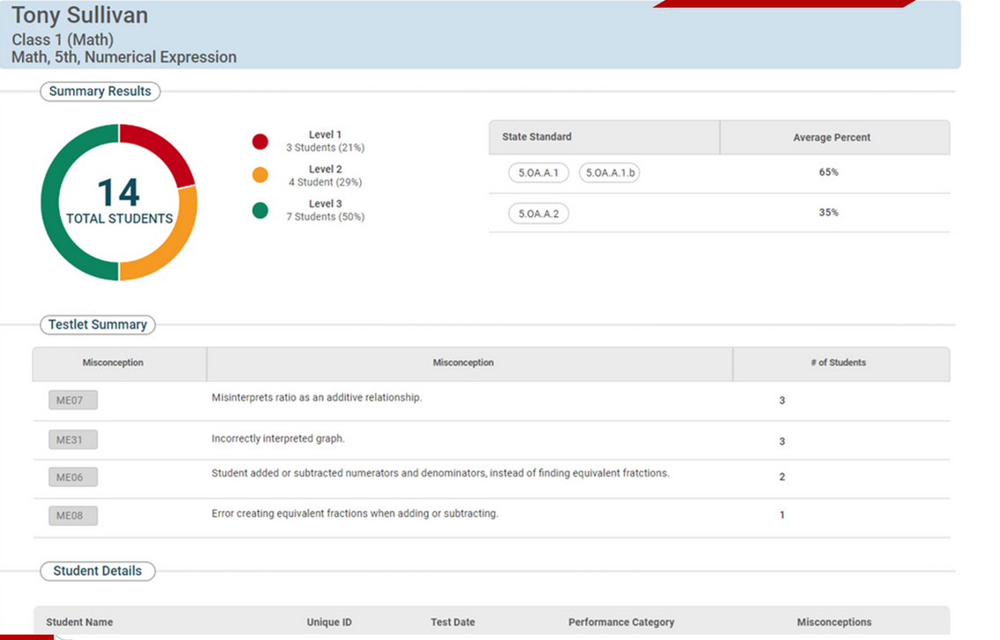 Tony Sullivan
Class 1 (Math)
Math, 5th, Numerical Expression
Summary Results
14
TOTAL STUDENTS
Level 1
3 Students (21%)
Level 2
4 Student (29%)
Level 3
7 Students (50%)
State Standard Average Percent
5.OA.A.1 5.OA.A.1.b 65%
5.OA.A.2 35%
Testlet Summary
Misconception Misconception # of Students
ME07 Misinterprets ratio as an additive relationship. 3
ME31 Incorrectly interpreted graph. 3
ME06 Student added or subtracted numerators and denominators, instead of finding equivalent fratctions. 2
ME08 Error creating equivalent fractions when adding or subtracting. 1
Student Details
Student Name Unique ID Test Date Performance Category Misconceptions